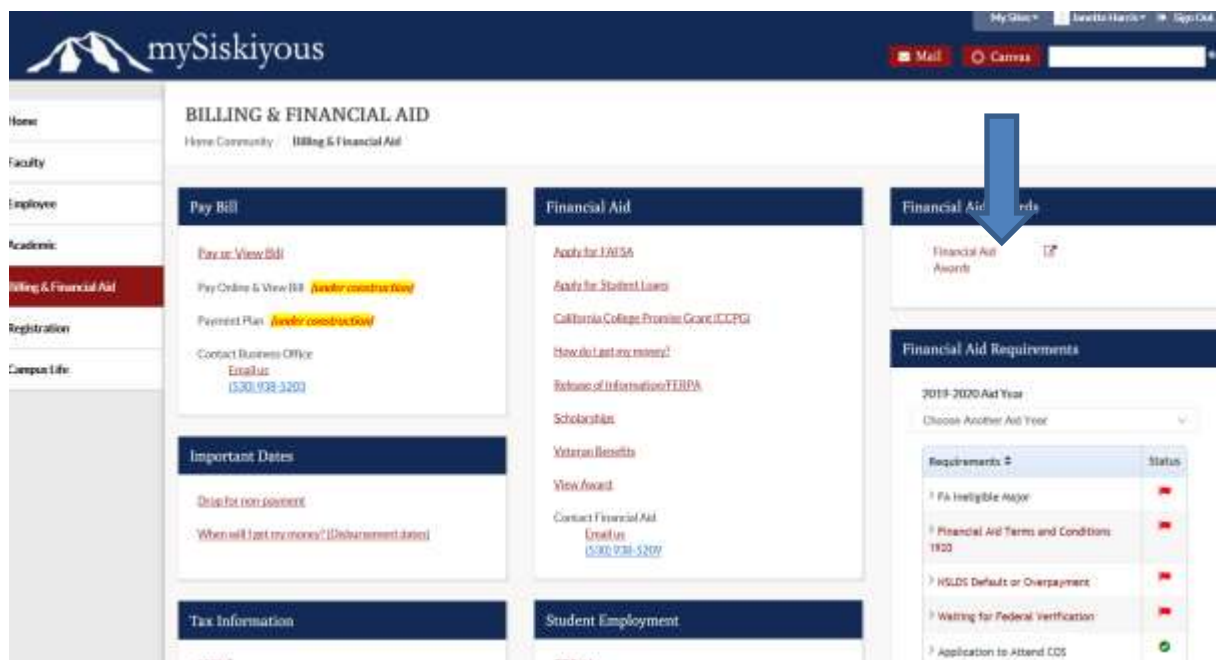 My Sites Janette Harris Sign Out
mySiskiyous
Mail Canvas
Home
Faculty
Employee
Academic
Billing & Financial Aid
Registration
Campus Life
BILLING & FINANCIAL AID
Home Community Billing & Financial Aid
Pay Bill
Pay or View Bill
Pay Online & View Bill (under construction)
Payment Plan (under construction)
Contact Business Office
Email us
(530) 938-5203
Important Dates
Drop for non payment
When will I get my money? (Disbursement dates)
Tax Information
Financial Aid
Apply for FAFSA
Apply for Student Loans
California College Promise Grant (CCPG)
How do I get my money?
Release of Information/FERPA
Scholarships
Veteran Benefits
View Award
Contact Financial Aid
Email us
(530) 938-5209
Student Employment
Financial Aid
Financial Aid
Awards
Financial Aid Requirements
2019-2020 Aid Year
Choose Another Aid Year
Requirements Status
FA Ineligible Major
Financial Aid Terms and Conditions
1920
NSLDS Default or Overpayment
Waiting for Federal Verification
Application to Attend COS